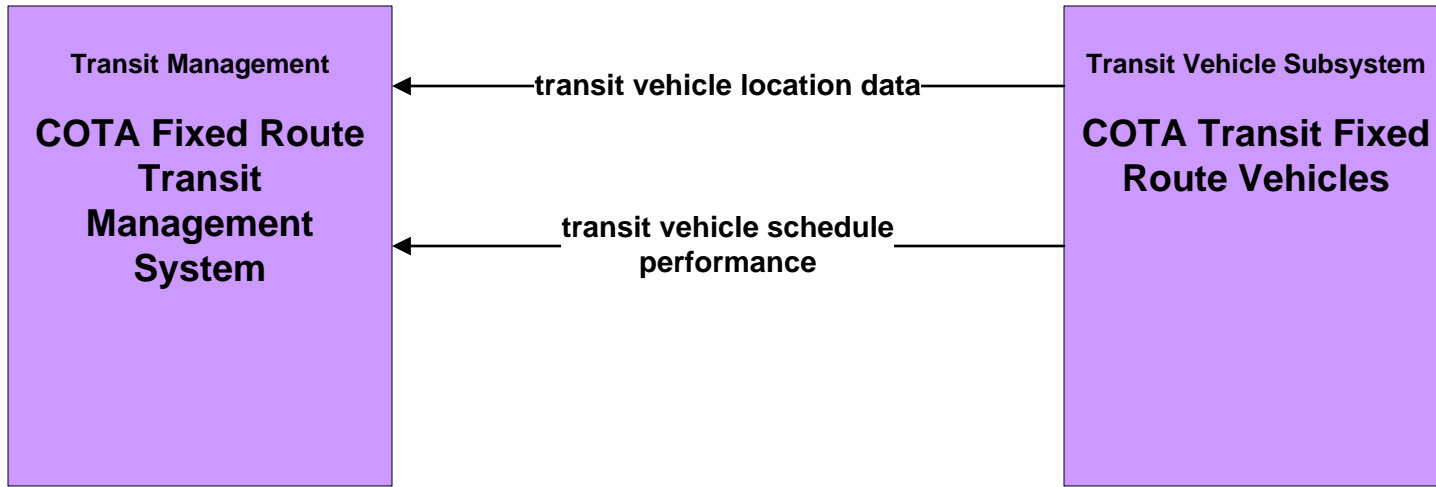 Transit Management
COTA Fixed Route
Transit
Management
System
transit vehicle location data
transit vehicle schedule
performance
Transit Vehicle Subsystem
COTA Transit Fixed
Route Vehicles